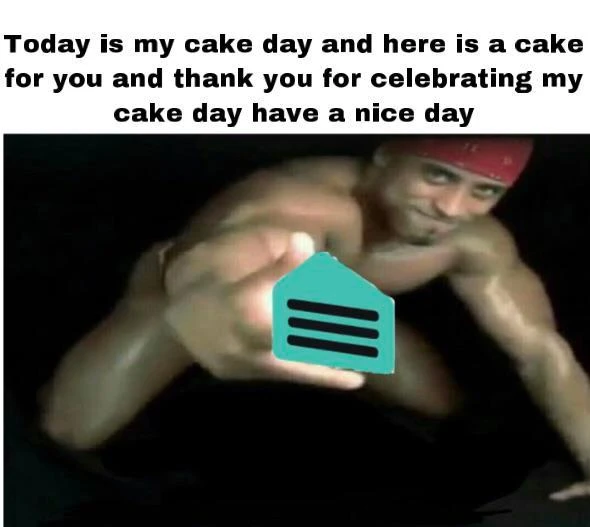 Today is my cake day and here is a cake
for you and thank you for celebrating my
cake day have a nice day